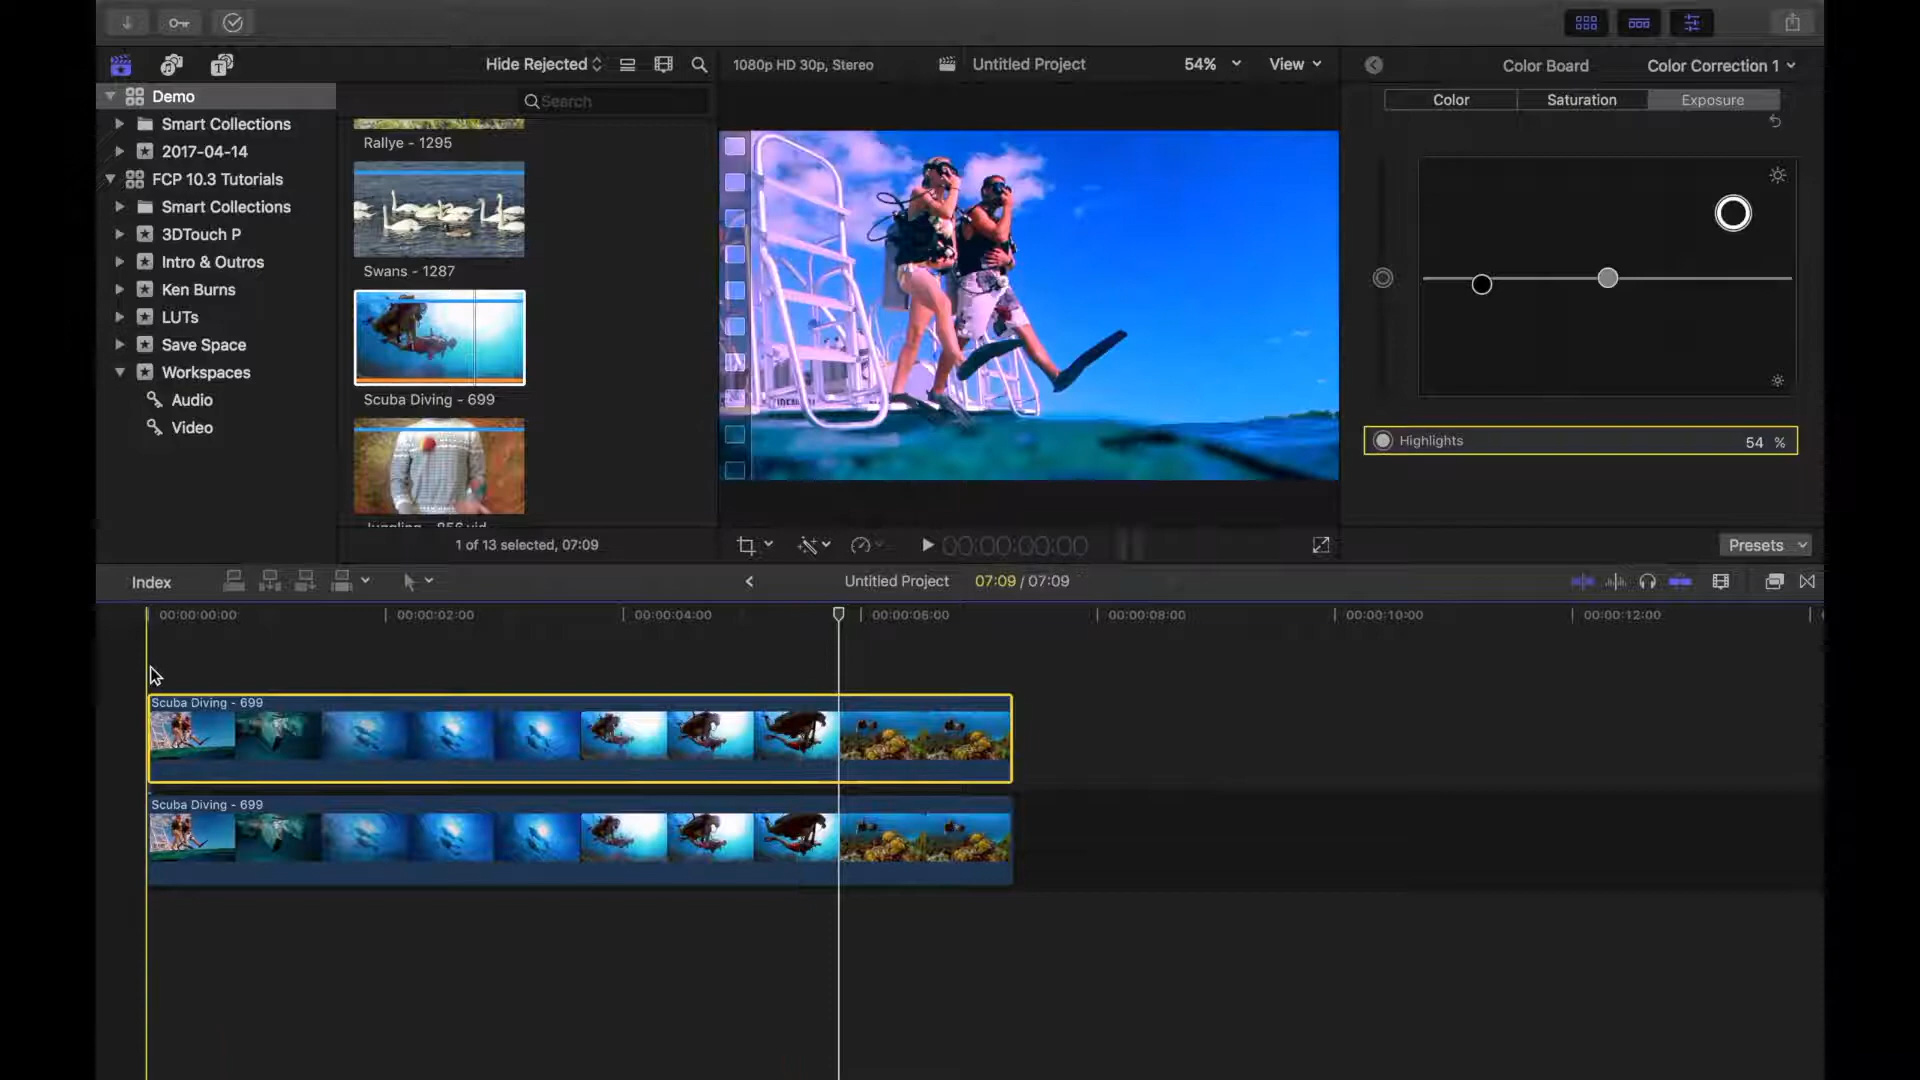 Hide Rejected
1080p HD 30p, Stereo
Untitled Project
54%
View
Color Board
Color Correction 1
Demo
Search
Color
Saturation
Exposure
Smart Collections
Rallye - 1295
2017-04-14
FCP 10.3 Tutorials
Smart Collections
3DTouch P
Intro & Outros
Swans - 1287
Ken Burns
LUTs
Save Space
Workspaces
Audio
Scuba Diving - 699
Video
Highlights
54 %
1 of 13 selected, 07:09
00:00:00:00
Presets
Index
Untitled Project
07:09 / 07:09
00:00:00:00
00:00:02:00
00:00:04:00
00:00:06:00
00:00:08:00
00:00:10:00
00:00:12:00
Scuba Diving - 699
Scuba Diving - 699